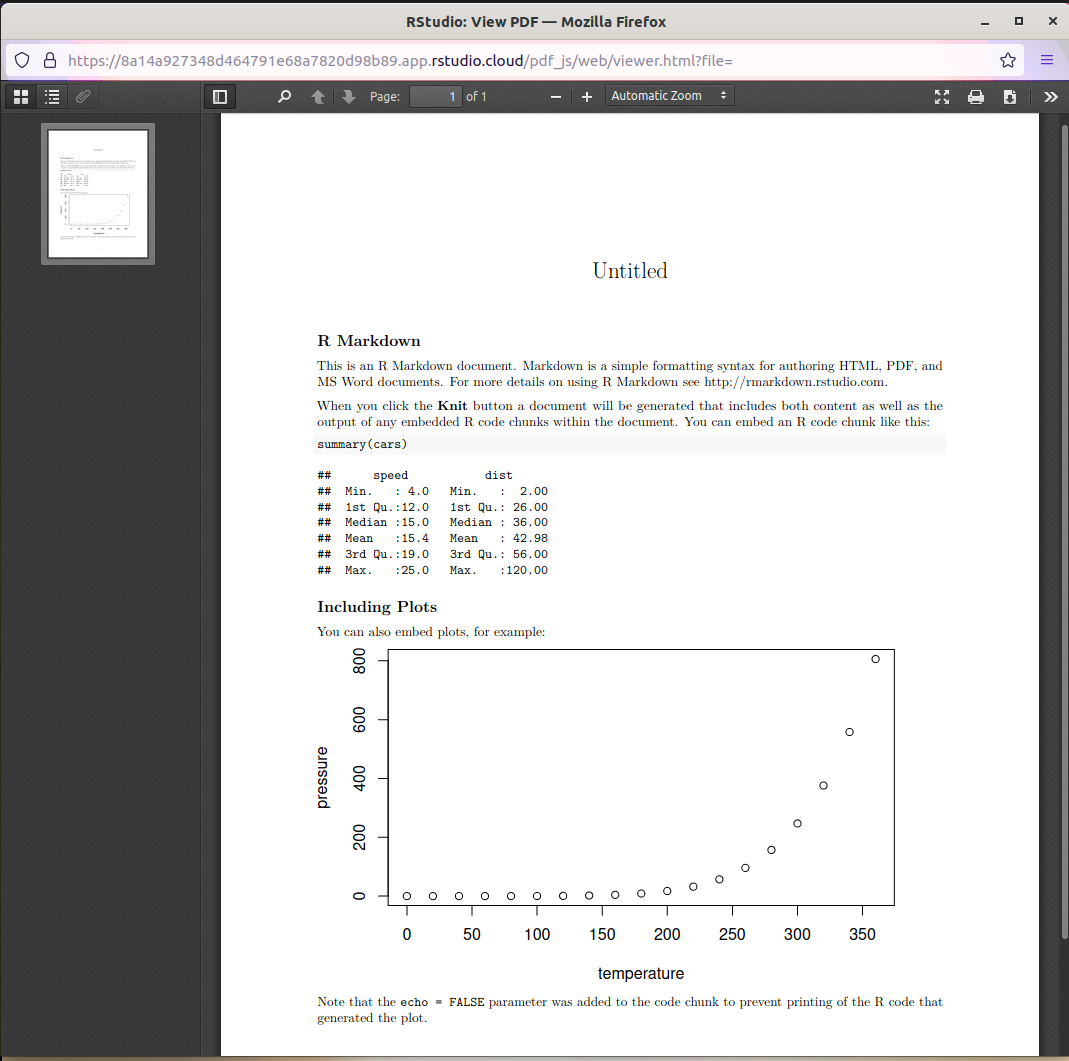 RStudio: View PDF — Mozilla Firefox
https://8a14a927348d464791e68a7820d98b89.app.rstudio.cloud/pdf_js/web/viewer.html?file=
Page: 1 of 1
Automatic Zoom
Untitled
R Markdown
This is an R Markdown document. Markdown is a simple formatting syntax for authoring HTML, PDF, and
MS Word documents. For more details on using R Markdown see http://rmarkdown.rstudio.com.
When you click the Knit button a document will be generated that includes both content as well as the
output of any embedded R code chunks within the document. You can embed an R code chunk like this:
summary(cars)
##      speed           dist
##  Min.   : 4.0   Min.   :  2.00
##  1st Qu.:12.0   1st Qu.: 26.00
##  Median :15.0   Median : 36.00
##  Mean   :15.4   Mean   : 42.98
##  3rd Qu.:19.0   3rd Qu.: 56.00
##  Max.   :25.0   Max.   :120.00
Including Plots
You can also embed plots, for example:
800
600
400
200
0
pressure
0 50 100 150 200 250 300 350
temperature
Note that the echo = FALSE parameter was added to the code chunk to prevent printing of the R code that
generated the plot.